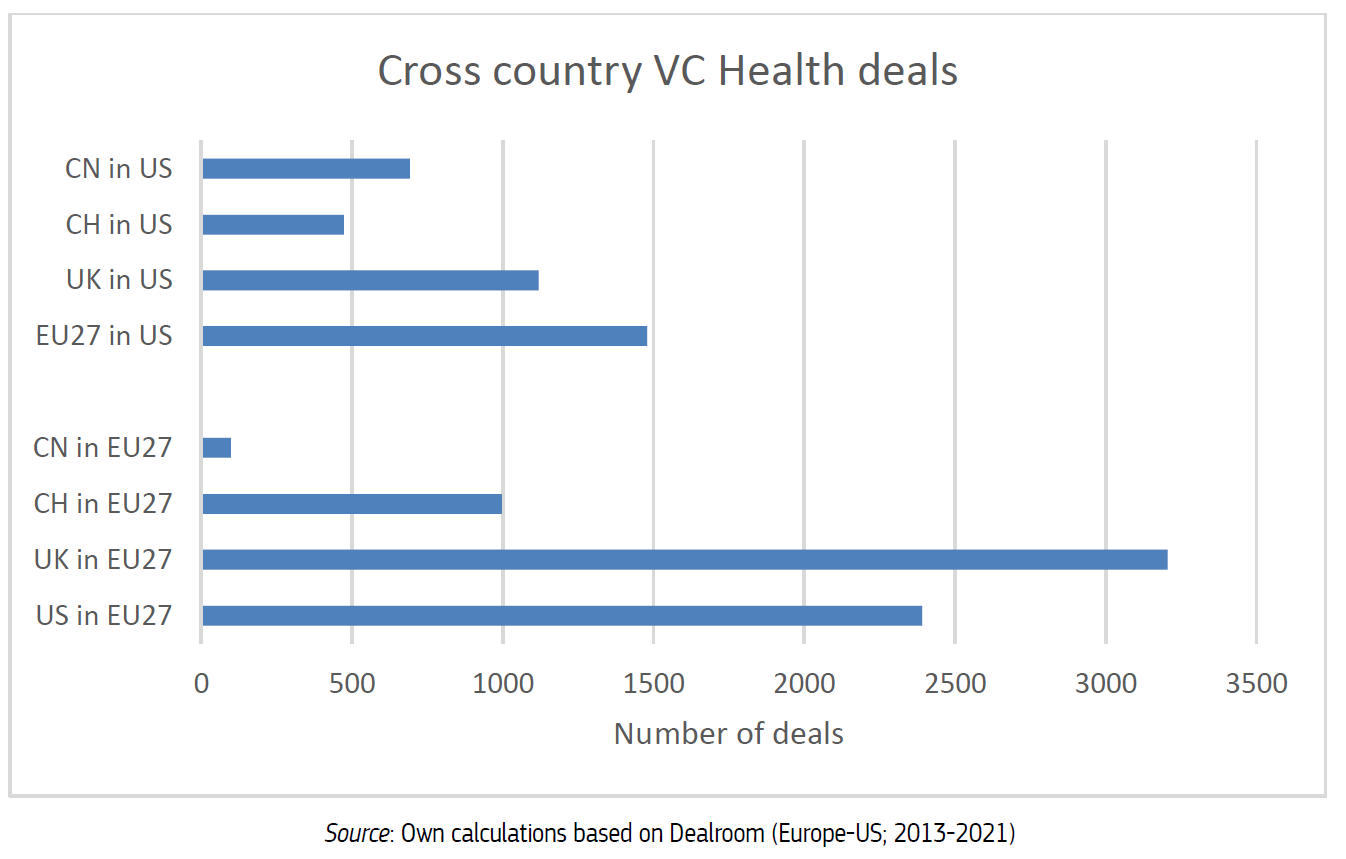 Cross country VC Health deals
CN in US
CH in US
UK in US
EU27 in US
CN in EU27
CH in EU27
UK in EU27
US in EU27
0 500 1000 1500 2000 2500 3000 3500
Number of deals
Source: Own calculations based on Dealroom (Europe-US; 2013-2021)